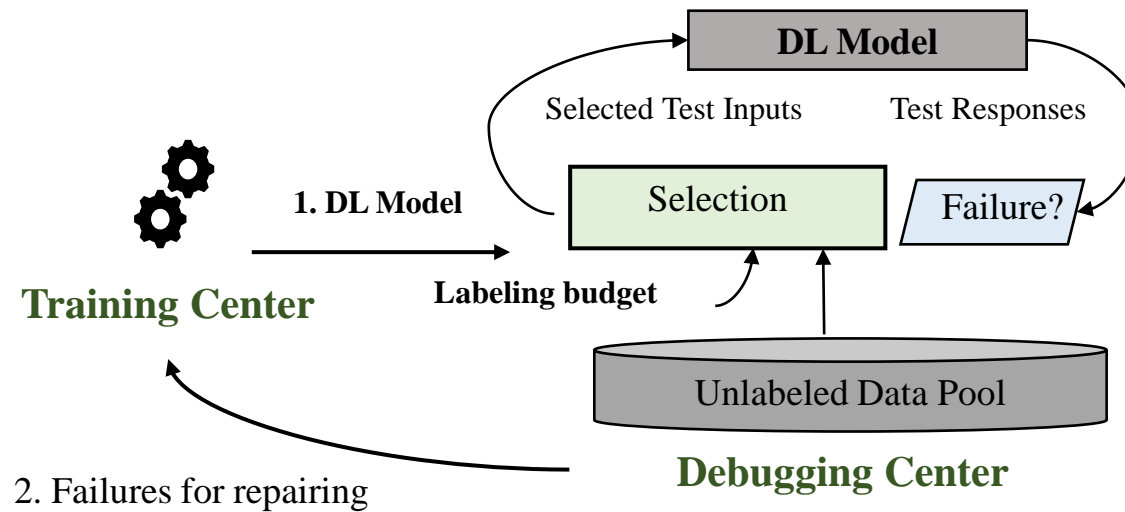 DL Model
Selected Test Inputs
Test Responses
1. DL Model
Selection
Failure?
Training Center
Labeling budget
Unlabeled Data Pool
Debugging Center
2. Failures for repairing